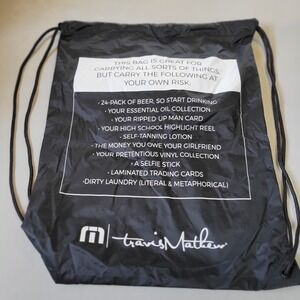 THIS BAG IS GREAT FOR
CARRYING ALL SORTS OF THINGS,
BUT CARRY THE FOLLOWING AT
YOUR OWN RISK.
• 24-PACK OF BEER, SO START DRINKING
• YOUR ESSENTIAL OIL COLLECTION
• YOUR RIPPED UP MAN CARD
• YOUR HIGH SCHOOL HIGHLIGHT REEL
• SELF-TANNING LOTION
• THE MONEY YOU OWE YOUR GIRLFRIEND
• YOUR PRETENTIOUS VINYL COLLECTION
• A SELFIE STICK
• LAMINATED TRADING CARDS
• DIRTY LAUNDRY (LITERAL & METAPHORICAL)
travisMathew